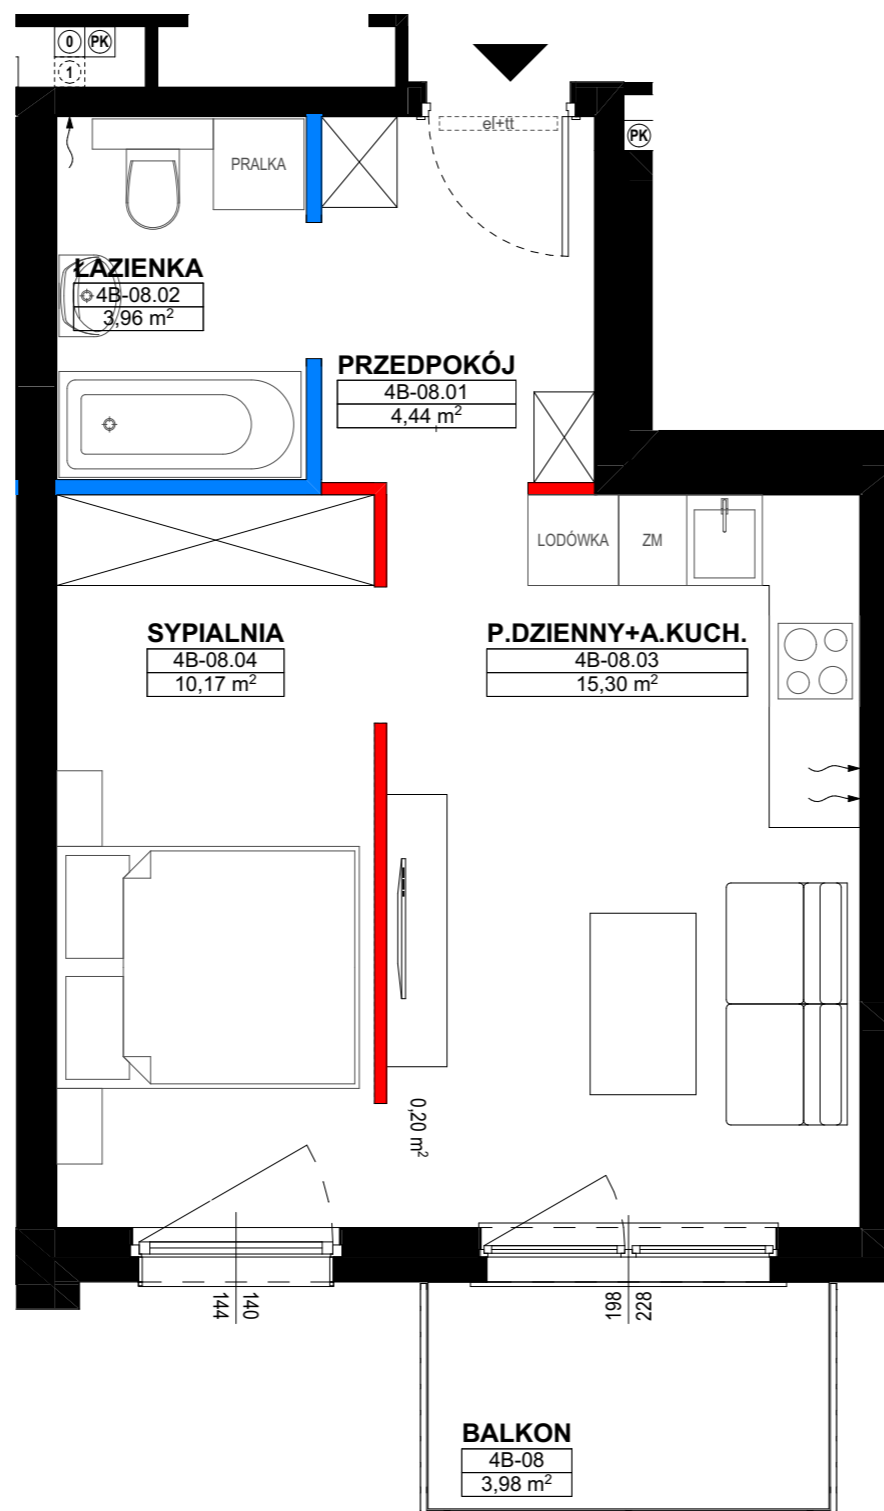 0 PK
1
el+tt
PK
PRALKA
ŁAZIENKA
4B-08.02
3,96 m²
PRZEDPOKÓJ
4B-08.01
4,44 m²
LODÓWKA
ZM
SYPIALNIA
4B-08.04
10,17 m²
P.DZIENNY+A.KUCH.
4B-08.03
15,30 m²
0,20 m²
144
140
198
228
BALKON
4B-08
3,98 m²